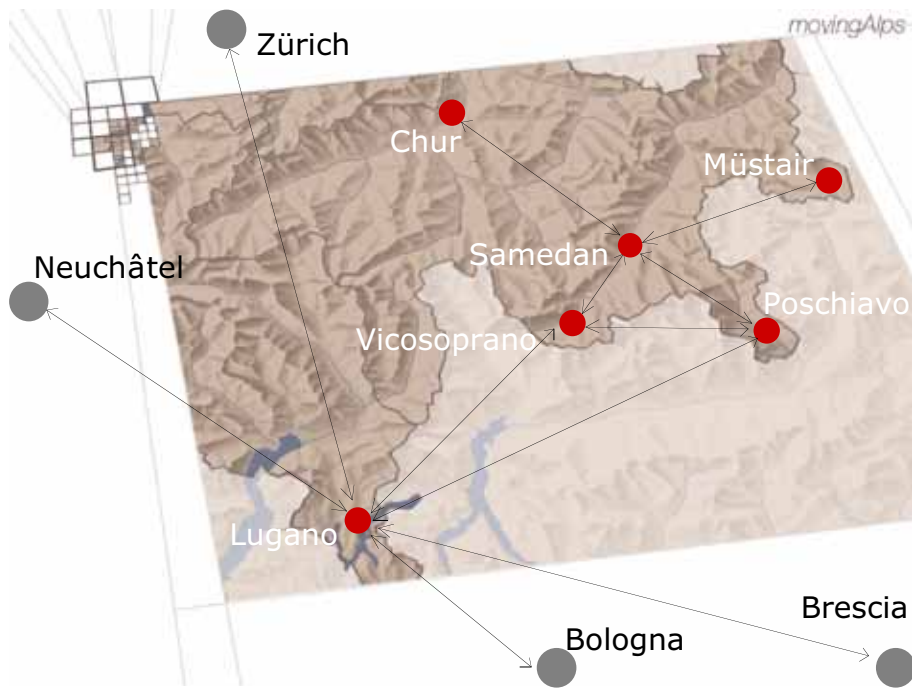 movingAlps
Zürich
Chur
Müstair
Samedan
Neuchâtel
Poschiavo
Vicosoprano
Lugano
Brescia
Bologna